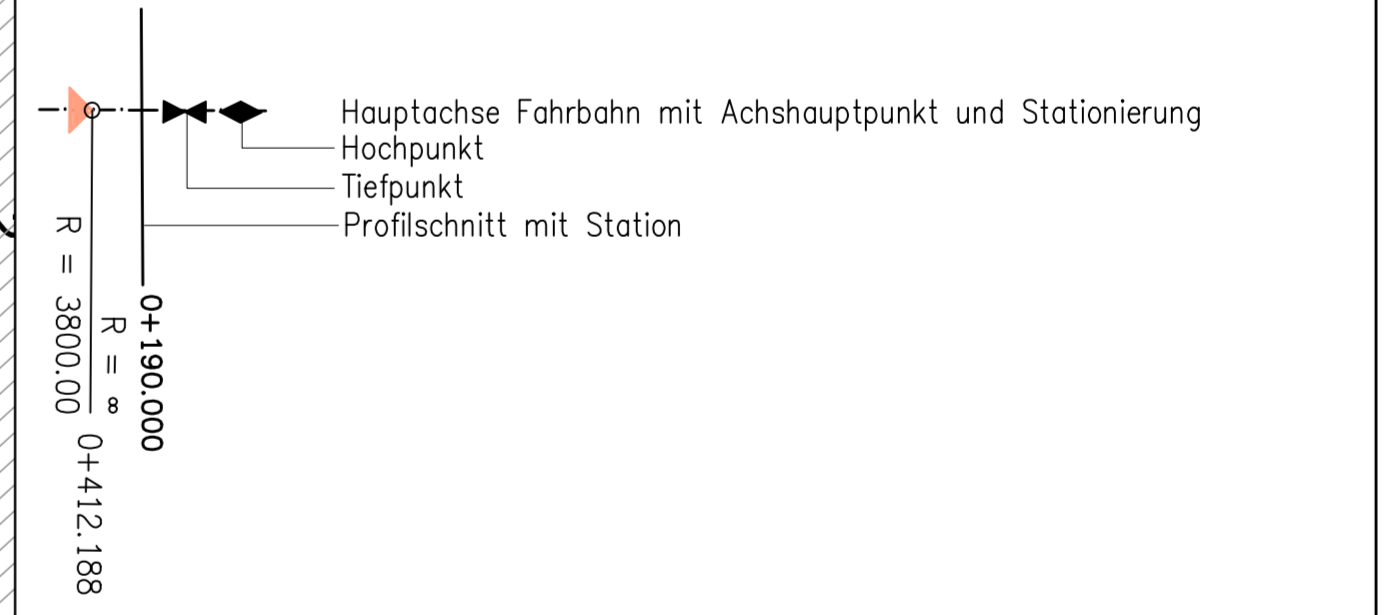 Hauptachse Fahrbahn mit Achshauptpunkt und Stationierung
Hochpunkt
Tiefpunkt
Profilschnitt mit Station
0+190.000
R = ∞
R = 3800.00
0+412.188